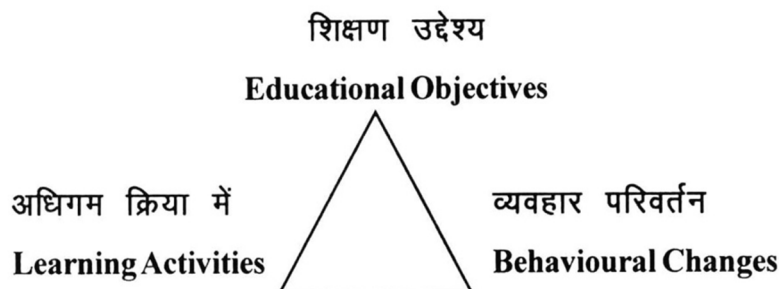 शिक्षण उद्देश्य
Educational Objectives
अधिगम क्रिया में
Learning Activities
व्यवहार परिवर्तन
Behavioural Changes